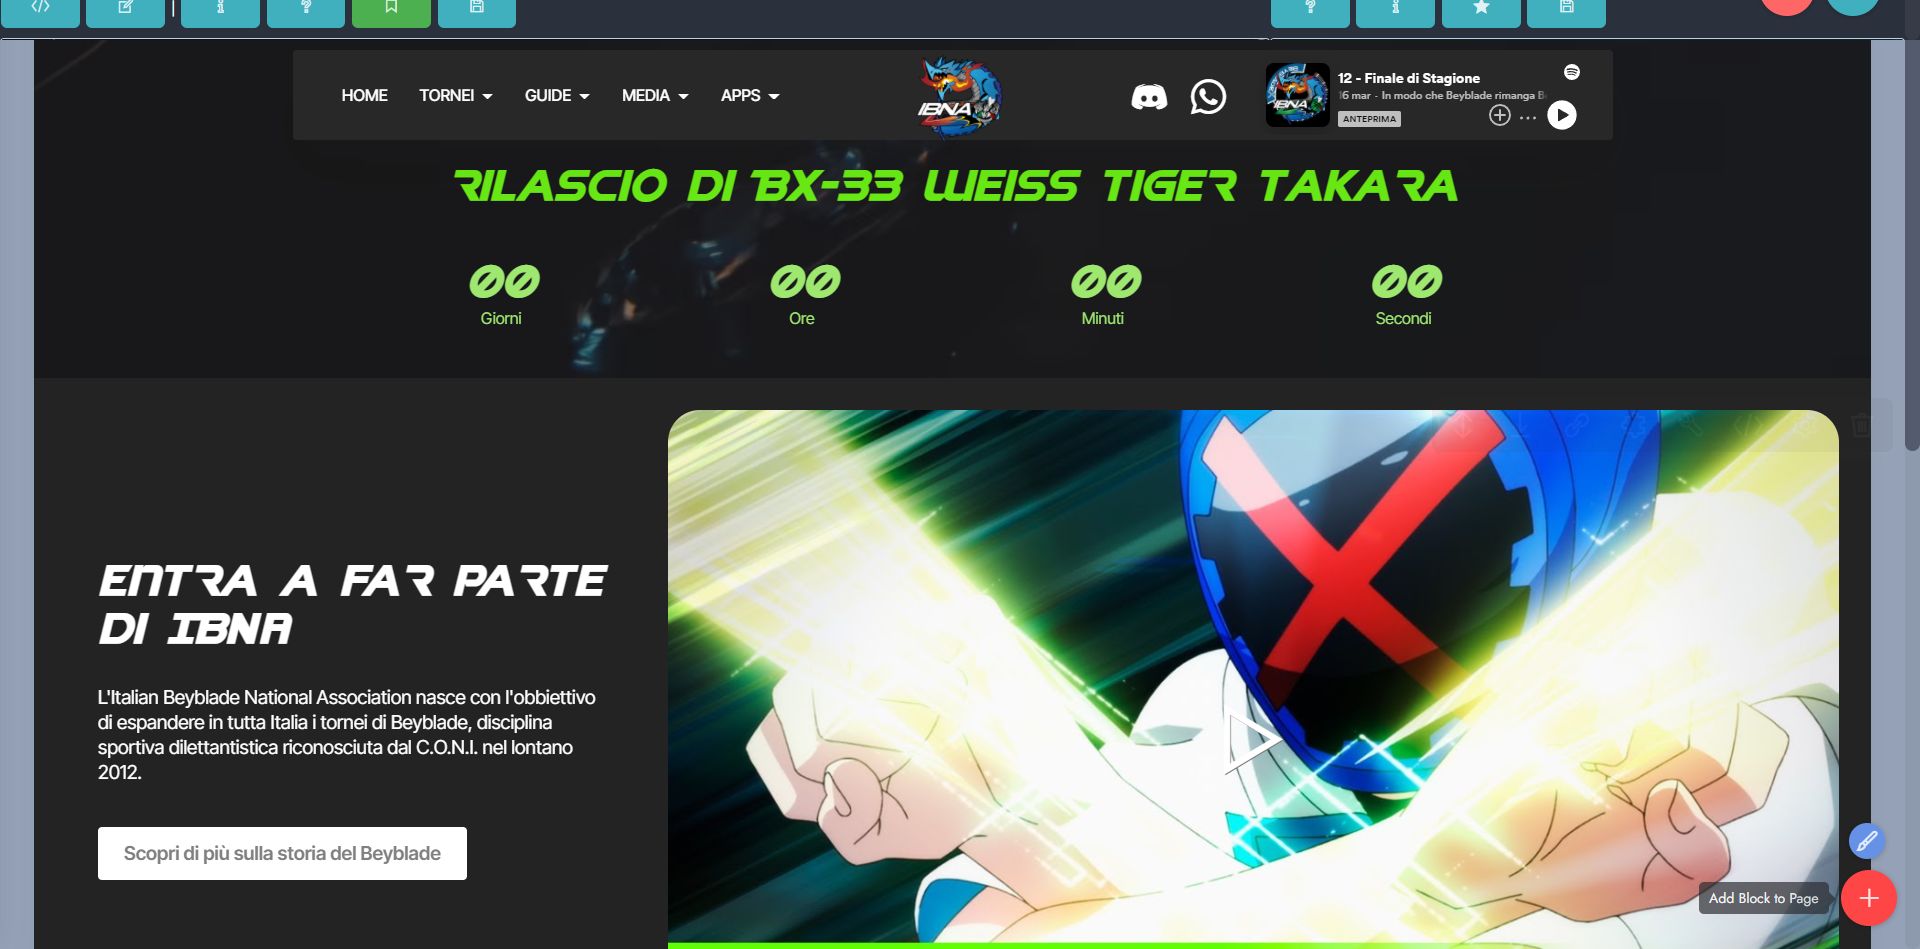 HOME
TORNEI
GUIDE
MEDIA
APPS
IBNA
IBNA
12 - Finale di Stagione
16 mar - In modo che Beyblade rimanga B
ANTEPRIMA
RILASCIO DI BX-33 WEISS TIGER TAKARA
00
00
00
00
Giorni
Ore
Minuti
Secondi
ENTRA A FAR PARTE
DI IBNA
L'Italian Beyblade National Association nasce con l'obbiettivo
di espandere in tutta Italia i tornei di Beyblade, disciplina
sportiva dilettantistica riconosciuta dal C.O.N.I. nel lontano
2012.
Scopri di più sulla storia del Beyblade
Add Block to Page